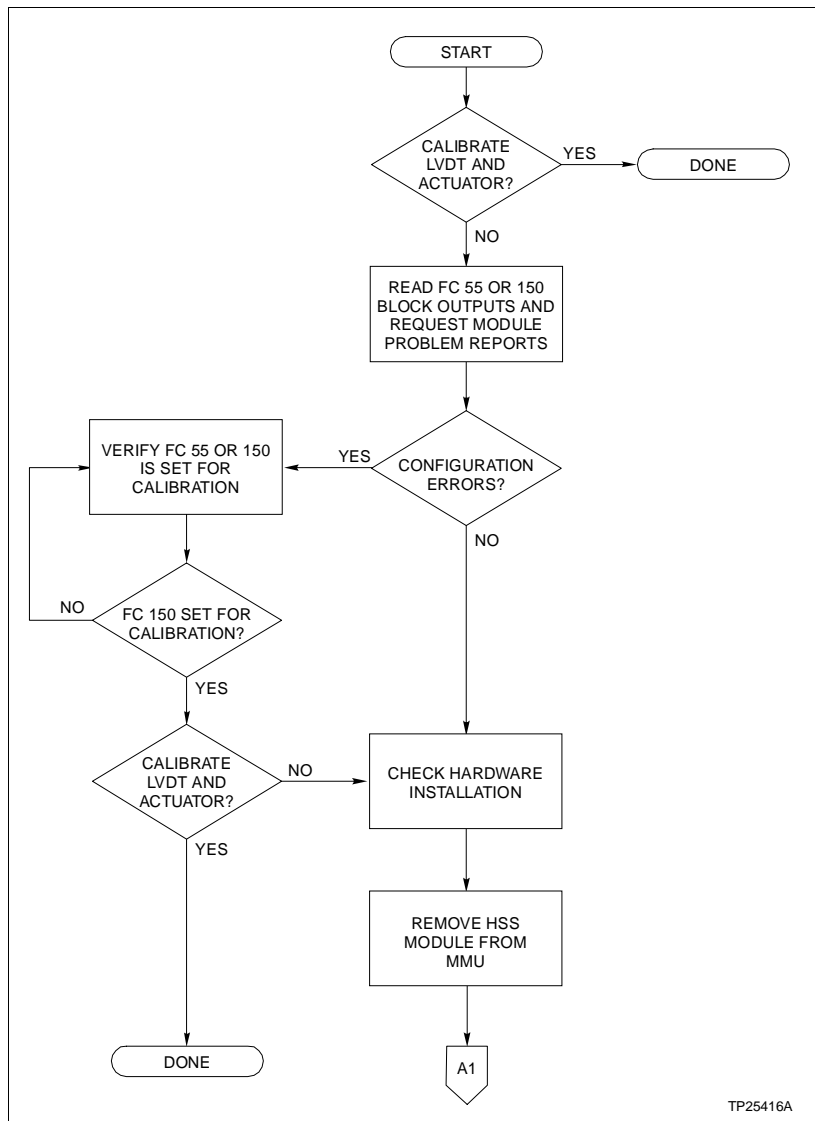 START
CALIBRATE
LVDT AND
ACTUATOR?
YES
DONE
NO
READ FC 55 OR 150
BLOCK OUTPUTS AND
REQUEST MODULE
PROBLEM REPORTS
CONFIGURATION
ERRORS?
YES
VERIFY FC 55 OR 150
IS SET FOR
CALIBRATION
NO
NO
FC 150 SET FOR
CALIBRATION?
YES
CALIBRATE
LVDT AND
ACTUATOR?
NO
CHECK HARDWARE
INSTALLATION
YES
REMOVE HSS
MODULE FROM
MMU
DONE
A1
TP25416A